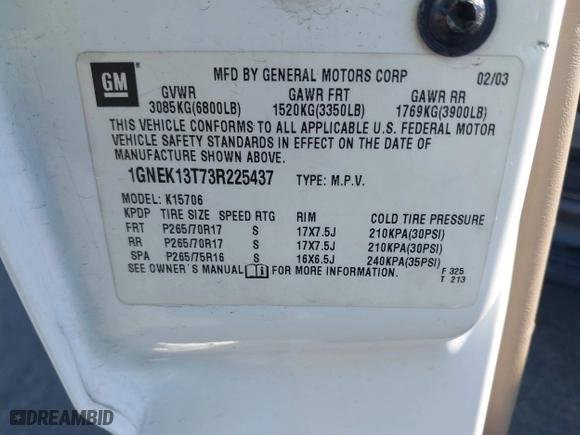 GM ®
MFD BY GENERAL MOTORS CORP 02/03
GVWR GAWR FRT GAWR RR
3085KG(6800LB) 1520KG(3350LB) 1769KG(3900LB)
THIS VEHICLE CONFORMS TO ALL APPLICABLE U.S. FEDERAL MOTOR
VEHICLE SAFETY STANDARDS IN EFFECT ON THE DATE OF
MANUFACTURE SHOWN ABOVE.
1GNEK13T73R225437 TYPE: M.P.V.
MODEL: K15706
KPDP TIRE SIZE SPEED RTG RIM COLD TIRE PRESSURE
FRT P265/70R17 S 17X7.5J 210KPA(30PSI)
RR P265/70R17 S 17X7.5J 210KPA(30PSI)
SPA P265/75R16 S 16X6.5J 240KPA(35PSI)
SEE OWNER'S MANUAL FOR MORE INFORMATION.
F 325
T 213
DREAMBID